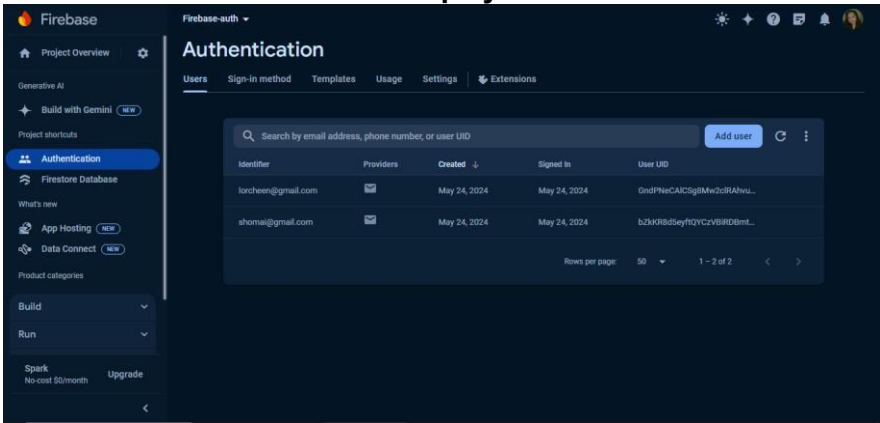 Firebase
Firebase-auth
Project Overview
Authentication
Users Sign-in method Templates Usage Settings Extensions
Generative AI
Build with Gemini NEW
Project shortcuts
Authentication
Firestore Database
What's new
App Hosting NEW
Data Connect NEW
Product categories
Build
Run
Spark
No-cost $0/month
Upgrade
Search by email address, phone number, or user UID
Add user
Identifier Providers Created Signed In User UID
lorcheen@gmail.com May 24, 2024 May 24, 2024
shomai@gmail.com May 24, 2024 May 24, 2024
Rows per page: 50 1 – 2 of 2